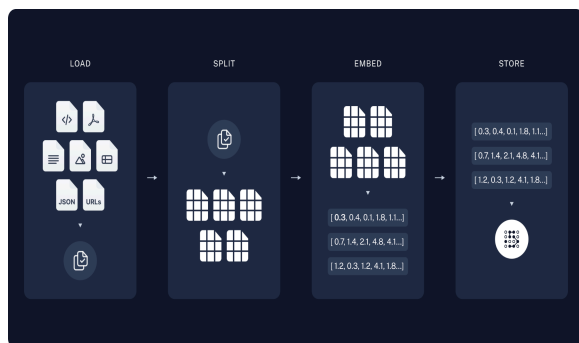 LOAD
SPLIT
EMBED
STORE
JSON
URLs
[ 0.3, 0.4, 0.1, 1.8, 1.1...]
[ 0.7, 1.4, 2.1, 4.8, 4.1...]
[ 1.2, 0.3, 1.2, 4.1, 1.8...]
[ 0.3, 0.4, 0.1, 1.8, 1.1...]
[ 0.7, 1.4, 2.1, 4.8, 4.1...]
[ 1.2, 0.3, 1.2, 4.1, 1.8...]